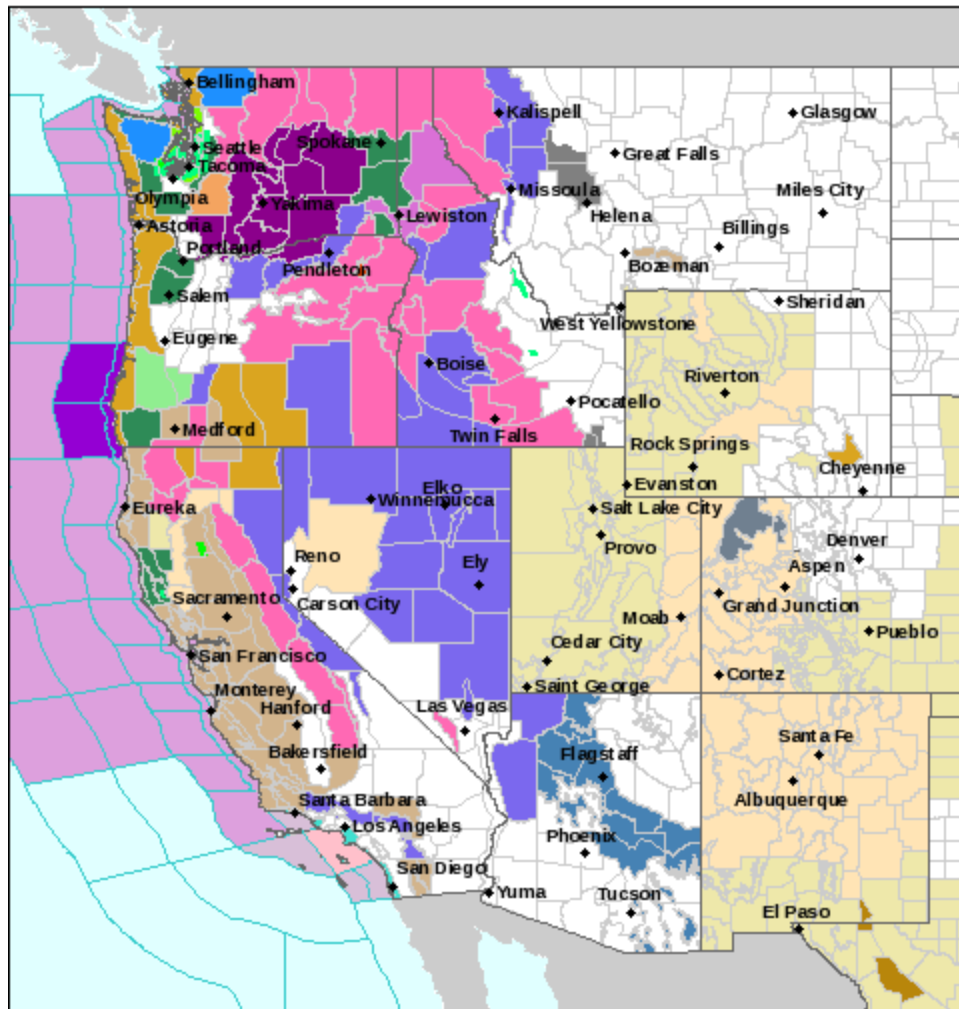 Bellingham
Kalispell
Glasgow
Seattle
Spokane
Great Falls
Tacoma
Missoula
Miles City
Olympia
Yakima
Lewiston
Helena
Astoria
Billings
Portland
Pendleton
Bozeman
Salem
Sheridan
West Yellowstone
Eugene
Boise
Riverton
Pocatello
Medford
Twin Falls
Rock Springs
Cheyenne
Evanston
Elko
Winnemucca
Eureka
Salt Lake City
Provo
Denver
Reno
Ely
Aspen
Sacramento
Carson City
Grand Junction
Moab
Pueblo
Cedar City
San Francisco
Cortez
Monterey
Saint George
Hanford
Las Vegas
Santa Fe
Bakersfield
Flagstaff
Albuquerque
Santa Barbara
Los Angeles
Phoenix
San Diego
Yuma
Tucson
El Paso